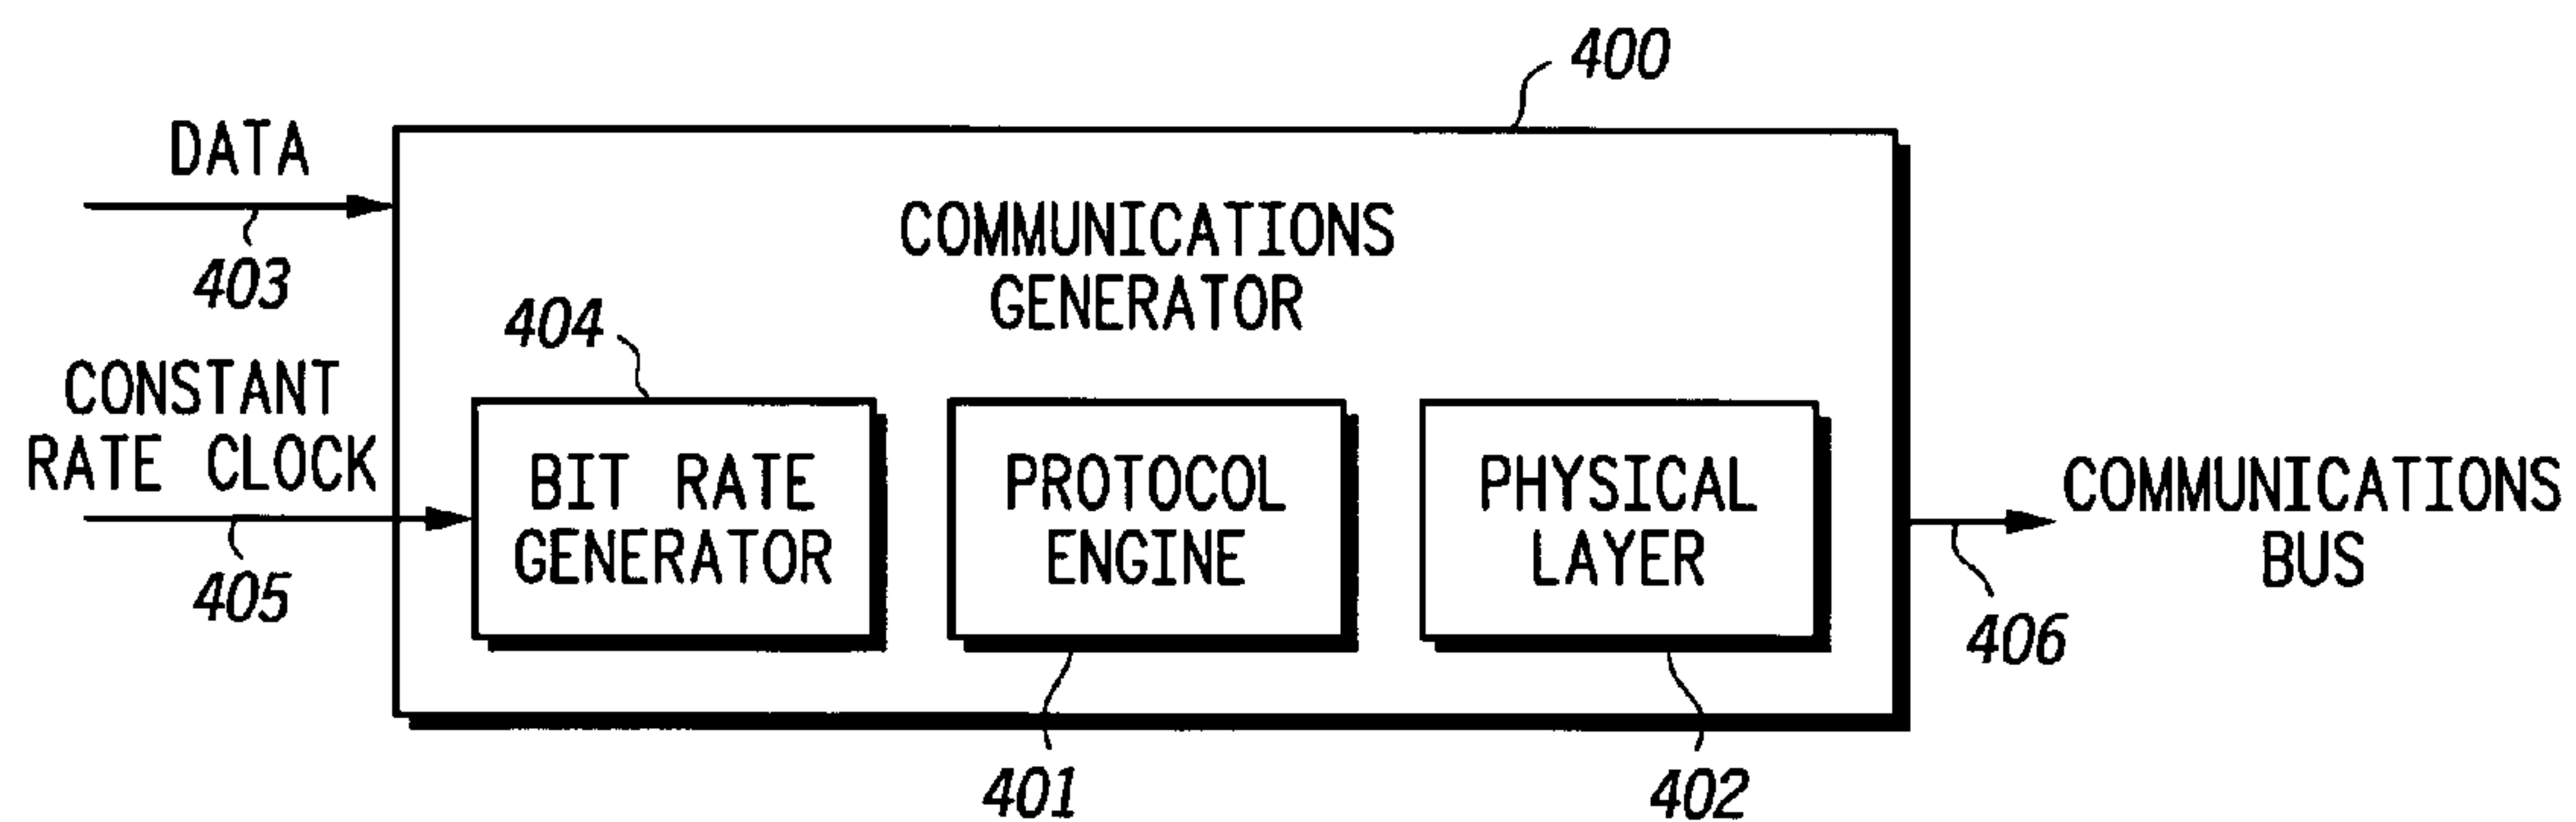 400
DATA
403
COMMUNICATIONS
GENERATOR
404
CONSTANT
RATE CLOCK
405
BIT RATE
GENERATOR
PROTOCOL
ENGINE
PHYSICAL
LAYER
COMMUNICATIONS
BUS
406
401
402